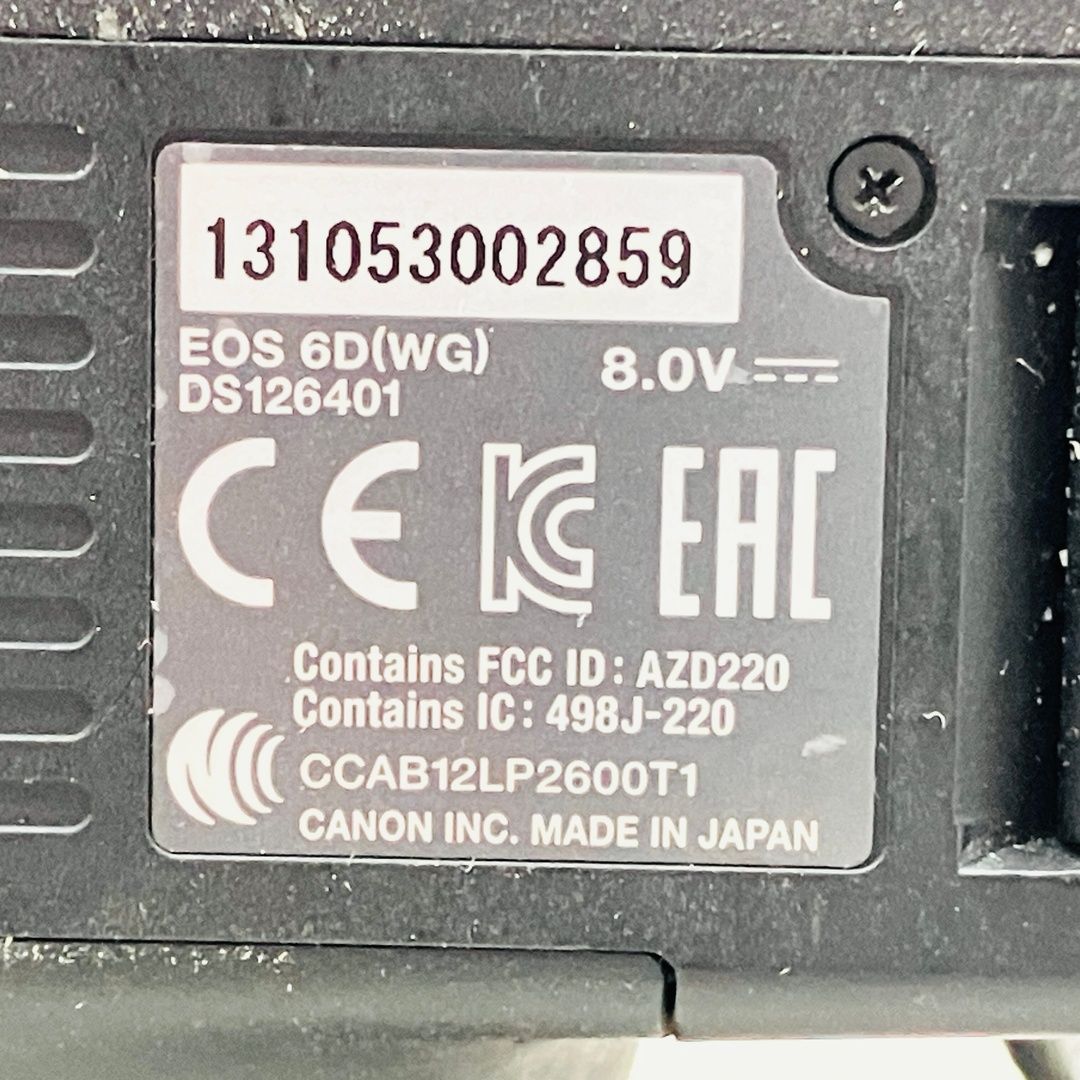 131053002859
EOS 6D(WG)
8.0V
DS126401
CE KC EAC
Contains FCC ID: AZD220
Contains IC: 498J-220
CCAB12LP2600T1
CANON INC. MADE IN JAPAN